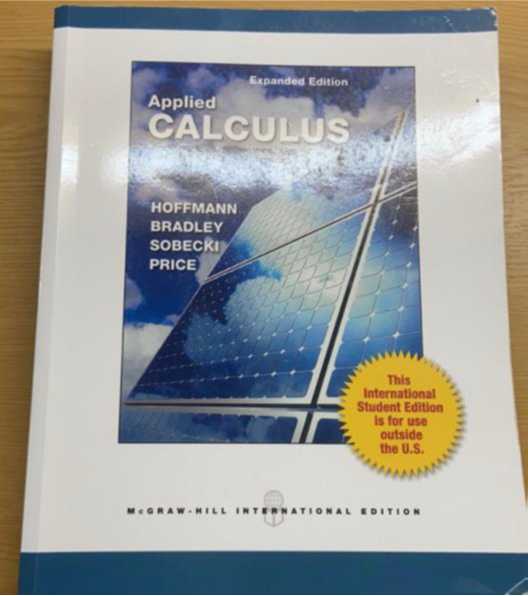 Expanded Edition
Applied
CALCULUS
HOFFMANN
BRADLEY
SOBECKI
PRICE
This
International
Student Edition
is for use
outside
the U.S.
McGRAW-HILL INTERNATIONAL EDITION